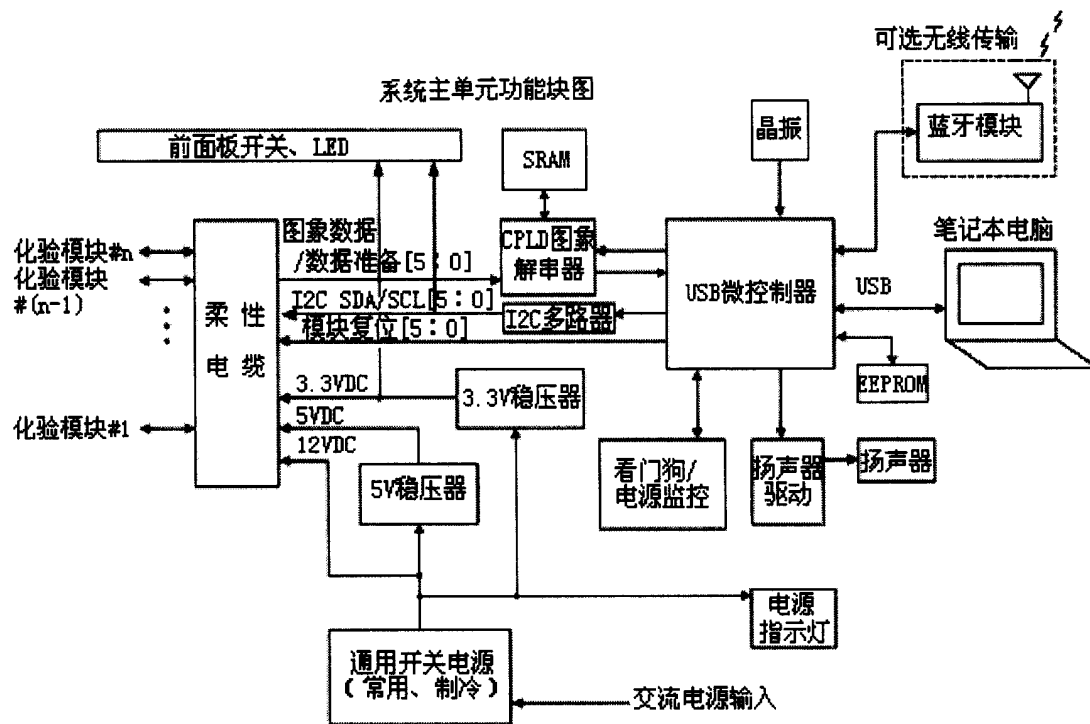 可选无线传输
系统主单元功能块图
蓝牙模块
晶振
前面板开关、LED
SRAM
图象数据
/数据准备[5:0]
CPLD图象
解串器
化验模块#n
化验模块
#(n-1)
笔记本电脑
USB微控制器
USB
I2C SDA/SCL[5:0]
I2C多路器
模块复位[5:0]
柔性
电缆
3.3VDC
3.3V稳压器
EEPROM
5VDC
化验模块#1
12VDC
5V稳压器
看门狗/
电源监控
扬声器
驱动
扬声器
电源
指示灯
通用开关电源
(常用、制冷)
交流电源输入